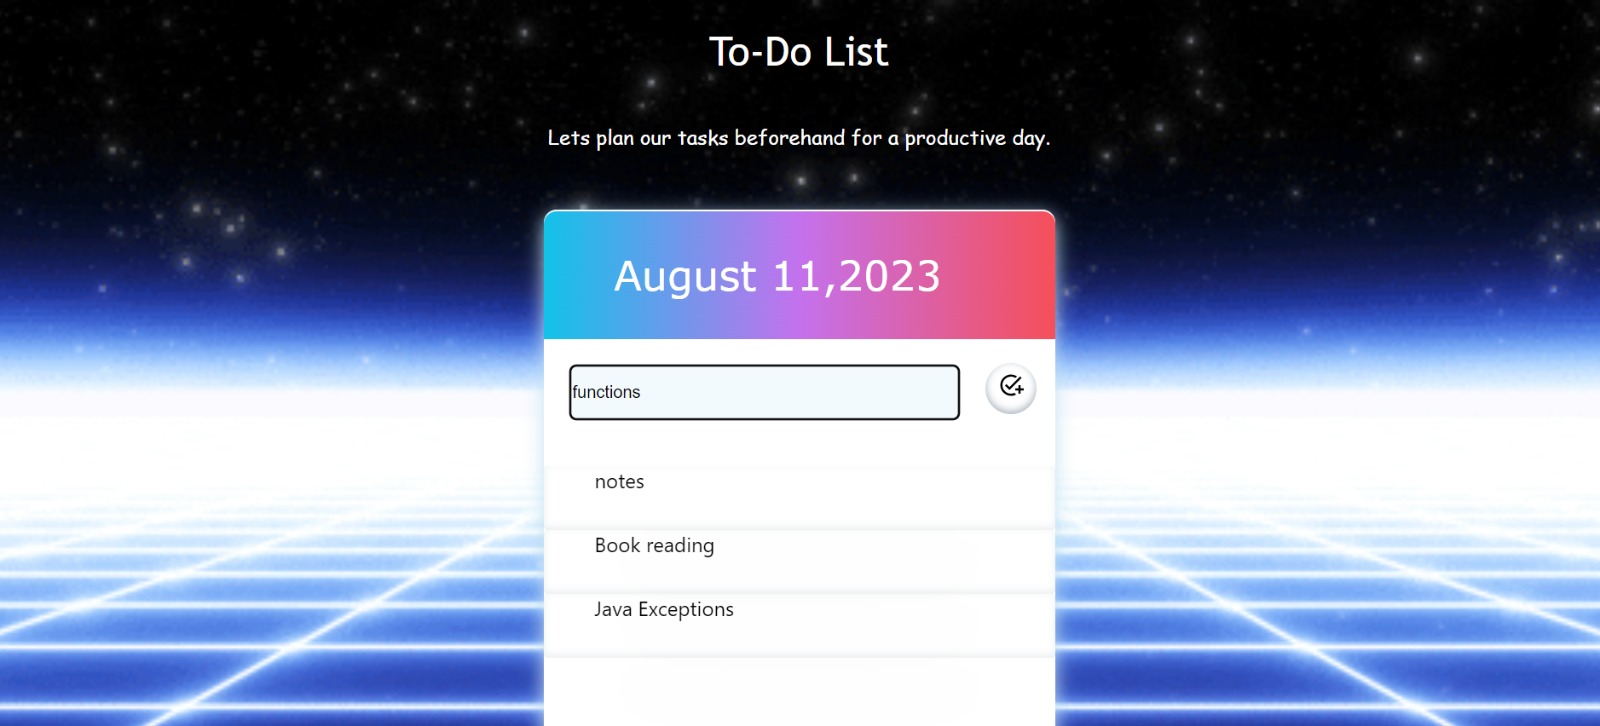 To-Do List
Lets plan our tasks beforehand for a productive day.
August 11,2023
functions
notes
Book reading
Java Exceptions